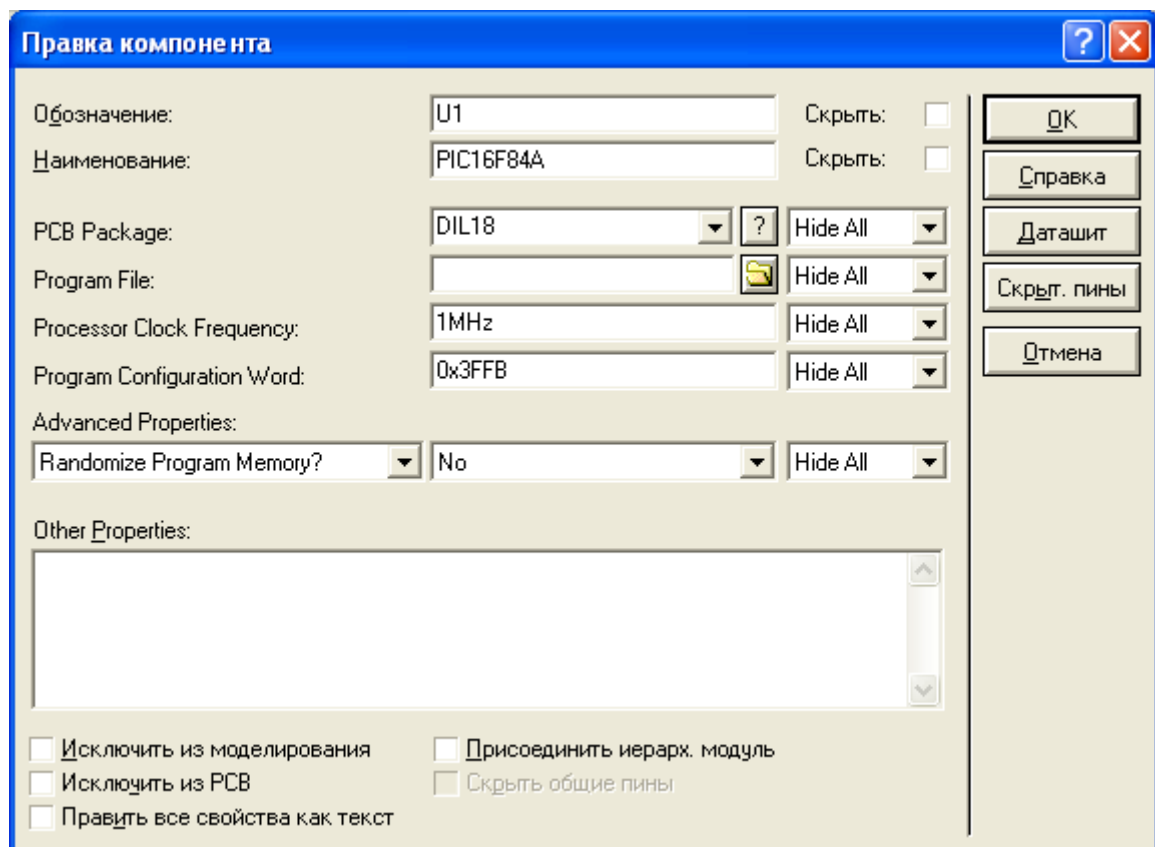 Правка компонента
Обозначение: U1 Скрыть: OK
Наименование: PIC16F84A Скрыть: Справка
PCB Package: DIL18 ? Hide All Даташит
Program File: Hide All Скрыт. пины
Processor Clock Frequency: 1MHz Hide All
Program Configuration Word: 0x3FFB Hide All Отмена
Advanced Properties:
Randomize Program Memory? No Hide All
Other Properties:
Исключить из моделирования Присоединить иерарх. модуль
Исключить из PCB Скрыть общие пины
Править все свойства как текст